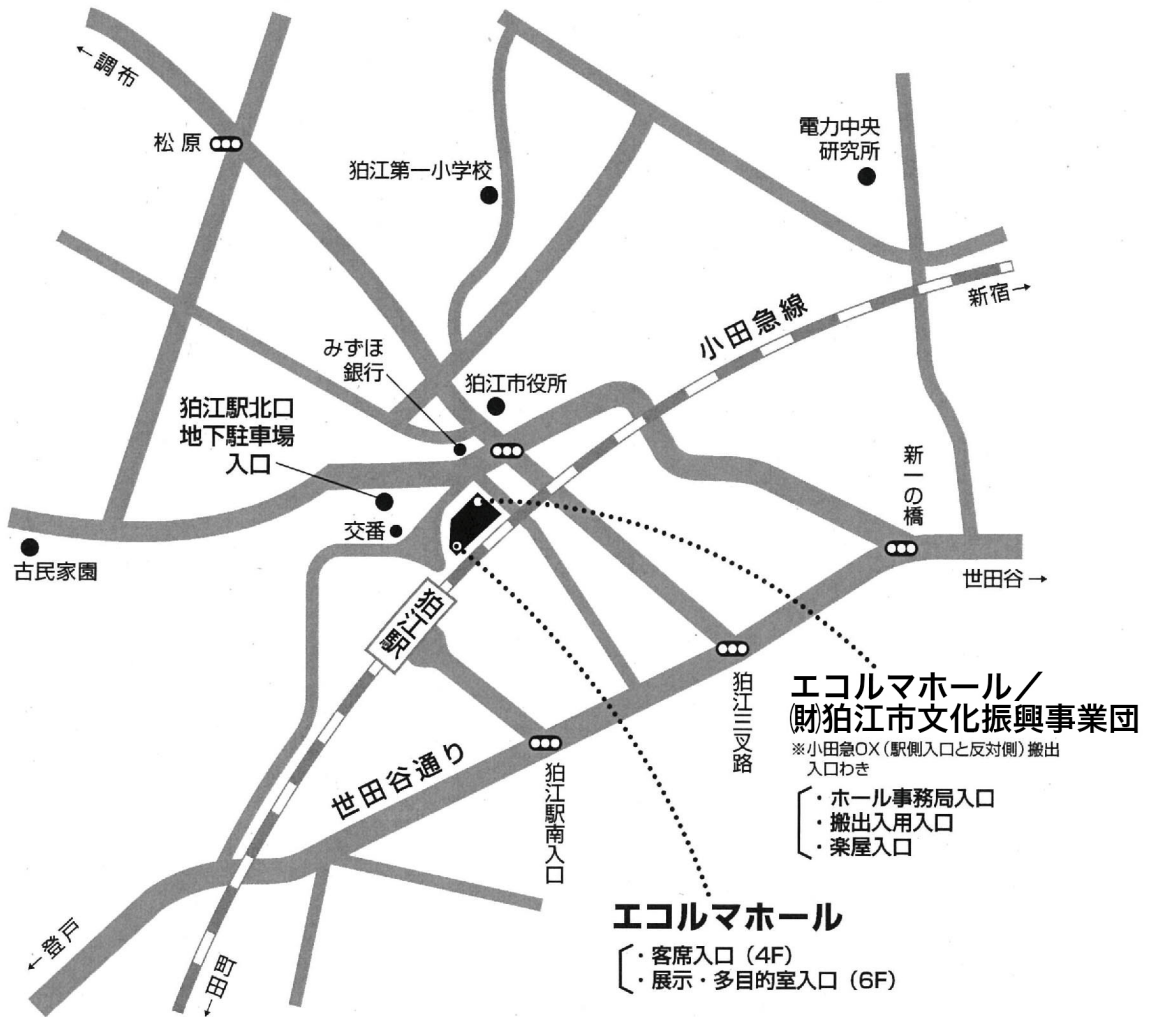 ←調布
松原
狛江第一小学校
電力中央
研究所
新宿→
小田急線
みずほ
銀行
狛江市役所
狛江駅北口
地下駐車場
入口
交番
古民家園
新一の橋
世田谷→
狛江駅
狛江三叉路
エコルマホール/
㈶狛江市文化振興事業団
※小田急OX(駅側入口と反対側)搬出
入口わき
・ホール事務局入口
・搬出入用入口
・楽屋入口
世田谷通り
狛江駅南入口
エコルマホール
・客席入口(4F)
・展示・多目的室入口(6F)
←登戸
町田→